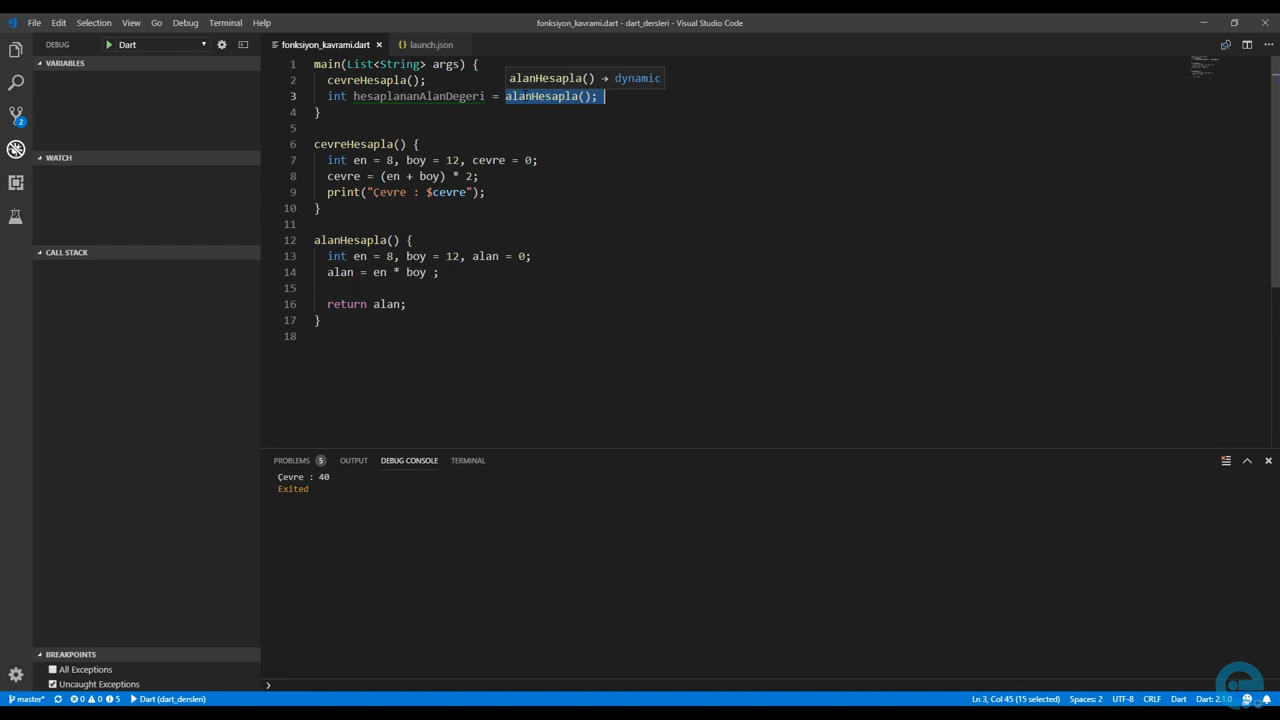 File Edit Selection View Go Debug Terminal Help
fonksiyon_kavrami.dart - dart_dersleri - Visual Studio Code
DEBUG Dart
fonksiyon_kavrami.dart launch.json
VARIABLES
WATCH
CALL STACK
1 main(List<String> args) {
alanHesapla() → dynamic
2 cevreHesapla();
3 int hesaplananAlanDegeri = alanHesapla();
4 }
5
6 cevreHesapla() {
7 int en = 8, boy = 12, cevre = 0;
8 cevre = (en + boy) * 2;
9 print("Çevre : $cevre");
10 }
11
12 alanHesapla() {
13 int en = 8, boy = 12, alan = 0;
14 alan = en * boy ;
15
16 return alan;
17 }
18
PROBLEMS 5 OUTPUT DEBUG CONSOLE TERMINAL
Çevre : 40
Exited
BREAKPOINTS
All Exceptions
Uncaught Exceptions
2
master* 0 0 5 Dart (dart_dersleri)
Ln 3, Col 45 (15 selected) Spaces: 2 UTF-8 CRLF Dart Dart: 2.1.0